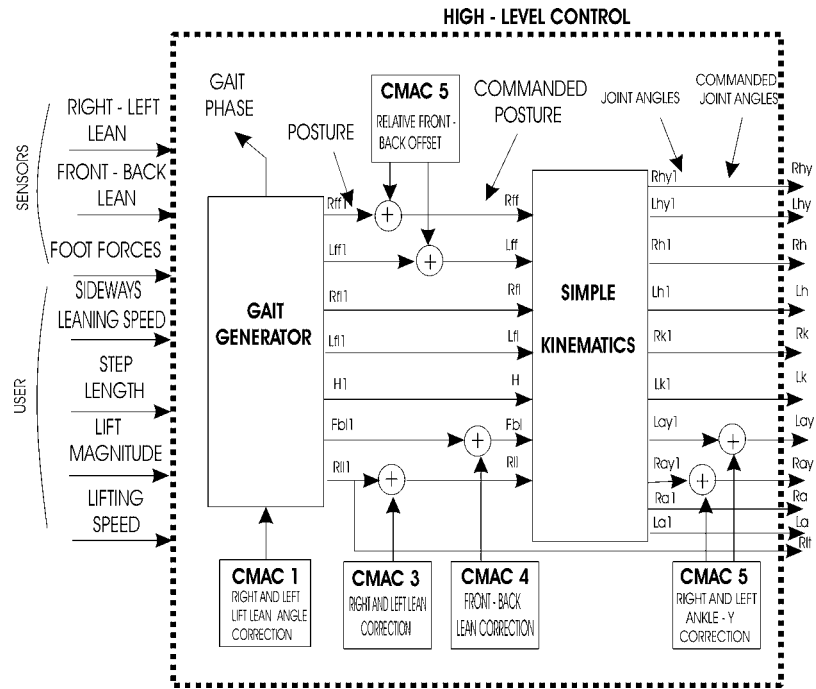 HIGH - LEVEL CONTROL
SENSORS
RIGHT - LEFT
LEAN
FRONT - BACK
LEAN
FOOT FORCES
USER
SIDEWAYS
LEANING SPEED
STEP
LENGTH
LIFT
MAGNITUDE
LIFTING
SPEED
GAIT
PHASE
POSTURE
CMAC 5
RELATIVE FRONT -
BACK OFFSET
COMMANDED
POSTURE
JOINT ANGLES
COMMANDED
JOINT ANGLES
GAIT
GENERATOR
Rff1
Lff1
Rfl1
Lfl1
H1
Fbl1
Rll1
+
+
+
+
Rff
Lff
Rfl
Lfl
H
Fbl
Rll
SIMPLE
KINEMATICS
Rhy1
Lhy1
Rh1
Lh1
Rk1
Lk1
Lay1
Ray1
Ra1
La1
+
+
Rhy
Lhy
Rh
Lh
Rk
Lk
Lay
Ray
Ra
La
Rlt
CMAC 1
RIGHT AND LEFT
LIFT LEAN ANGLE
CORRECTION
CMAC 3
RIGHT AND LEFT LEAN
CORRECTION
CMAC 4
FRONT - BACK
LEAN CORRECTION
CMAC 5
RIGHT AND LEFT
ANKLE - Y
CORRECTION